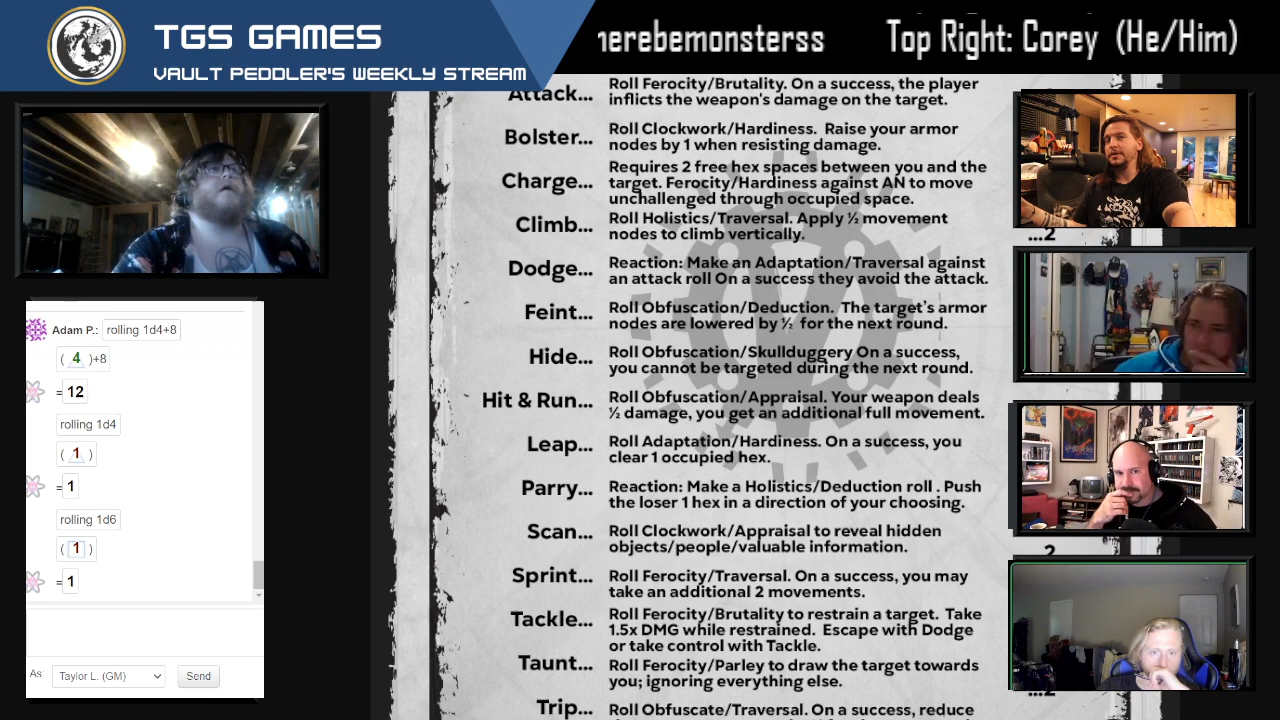 TGS GAMES
VAULT PEDDLER'S WEEKLY STREAM
herebemonsterss Top Right: Corey (He/Him)
Attack... Roll Ferocity/Brutality. On a success, the player
inflicts the weapon's damage on the target.
Bolster... Roll Clockwork/Hardiness. Raise your armor
nodes by 1 when resisting damage.
Charge... Requires 2 free hex spaces between you and the
target. Ferocity/Hardiness against AN to move
unchallenged through occupied space.
Climb... Roll Holistics/Traversal. Apply ½ movement
nodes to climb vertically.
...2
Dodge... Reaction: Make an Adaptation/Traversal against
an attack roll On a success they avoid the attack.
Feint... Roll Obfuscation/Deduction. The target's armor
nodes are lowered by ½ for the next round.
Hide... Roll Obfuscation/Skullduggery On a success,
you cannot be targeted during the next round.
Hit & Run... Roll Obfuscation/Appraisal. Your weapon deals
½ damage, you get an additional full movement.
Leap... Roll Adaptation/Hardiness. On a success, you
clear 1 occupied hex.
Parry... Reaction: Make a Holistics/Deduction roll . Push
the loser 1 hex in a direction of your choosing.
Scan... Roll Clockwork/Appraisal to reveal hidden
objects/people/valuable information.
2
Sprint... Roll Ferocity/Traversal. On a success, you may
take an additional 2 movements.
Tackle... Roll Ferocity/Brutality to restrain a target. Take
1.5x DMG while restrained. Escape with Dodge
or take control with Tackle.
Taunt... Roll Ferocity/Parley to draw the target towards
you; ignoring everything else.
...2
Trip... Roll Obfuscate/Traversal. On a success, reduce
Adam P.: rolling 1d4+8
( 4 )+8
=12
rolling 1d4
( 1 )
=1
rolling 1d6
( 1 )
=1
As: Taylor L. (GM) Send